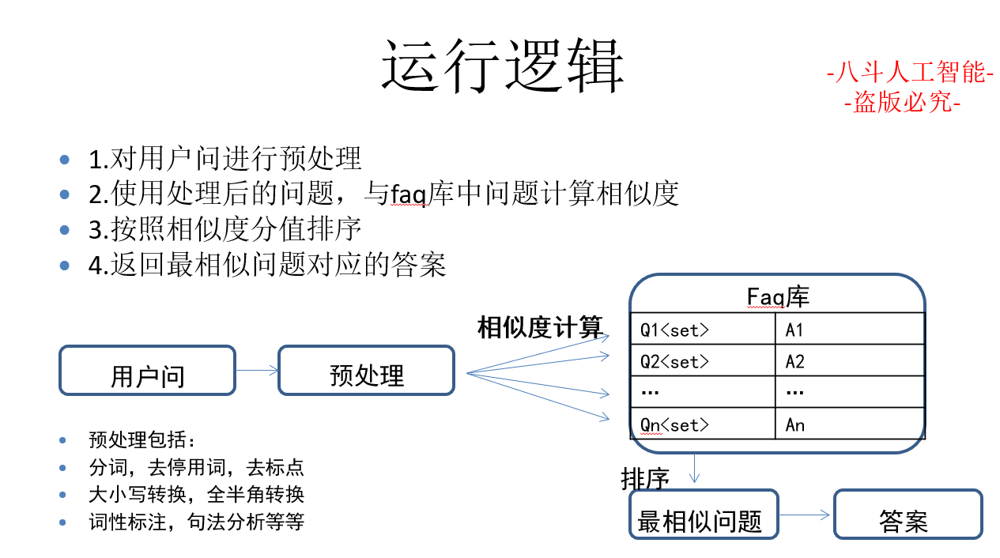 运行逻辑
-八斗人工智能-
-盗版必究-
1.对用户问进行预处理
2.使用处理后的问题，与faq库中问题计算相似度
3.按照相似度分值排序
4.返回最相似问题对应的答案
Faq库
相似度计算
Q1<set> A1
Q2<set> A2
… …
Qn<set> An
用户问
预处理
预处理包括：
分词，去停用词，去标点
大小写转换，全半角转换
词性标注，句法分析等等
排序
最相似问题
答案